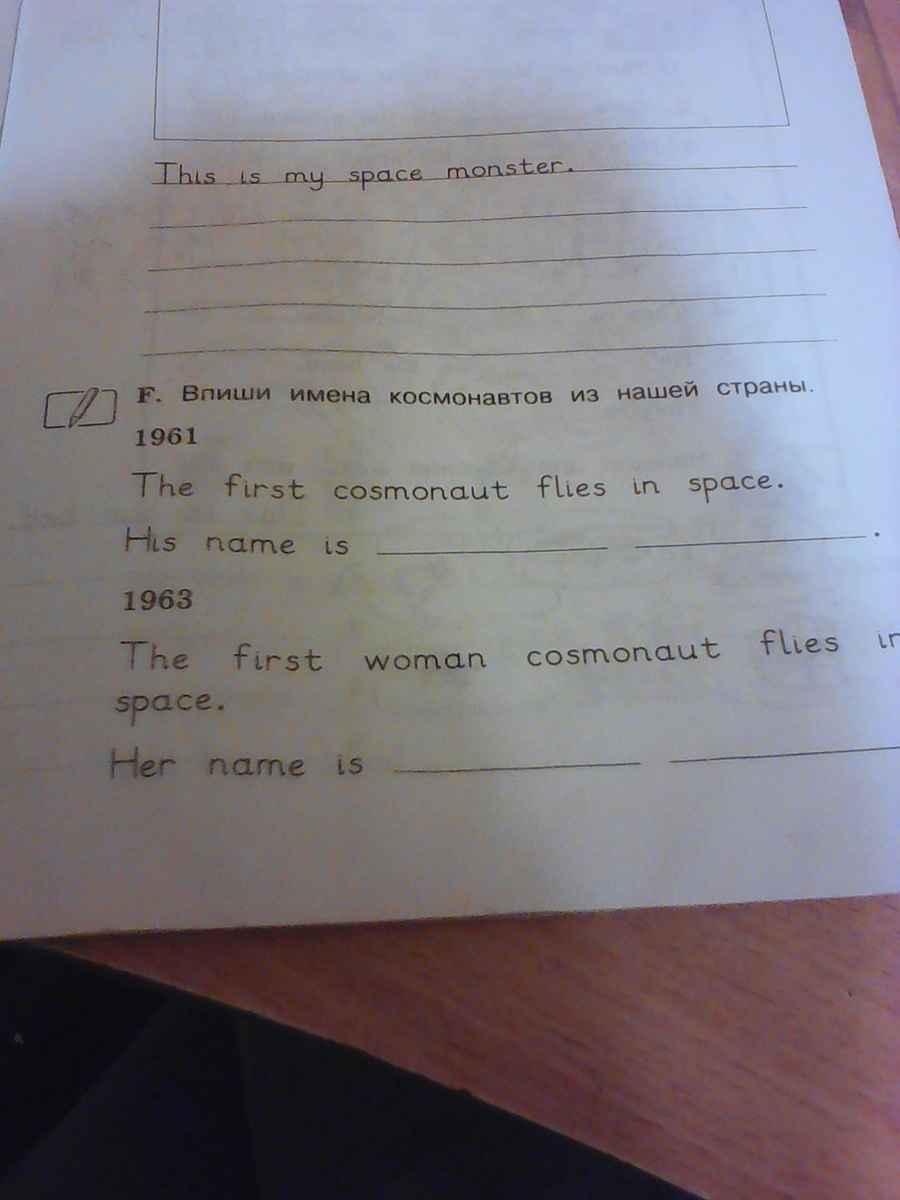 This is my space monster.
F. Впиши имена космонавтов из нашей страны.
1961
The first cosmonaut flies in space.
His name is .
1963
The first woman cosmonaut flies in
space.
Her name is